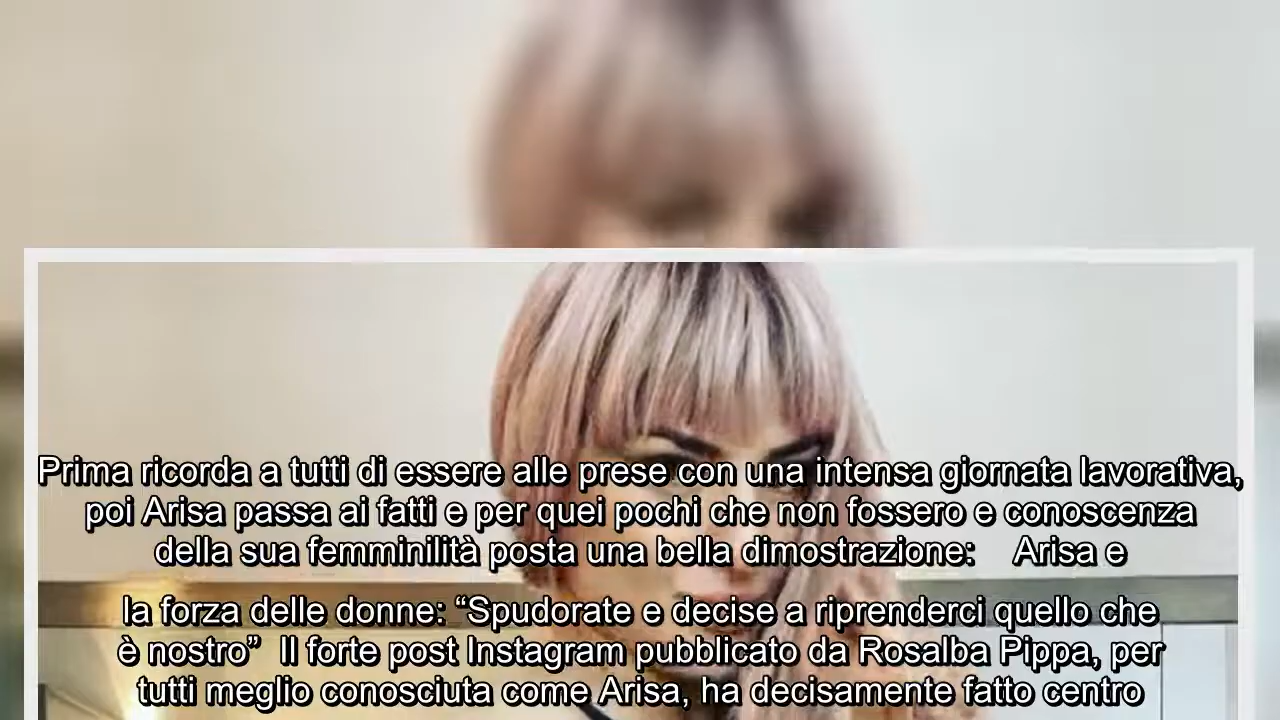 Prima ricorda a tutti di essere alle prese con una intensa giornata lavorativa,
poi Arisa passa ai fatti e per quei pochi che non fossero e conoscenza
della sua femminilità posta una bella dimostrazione: Arisa e
la forza delle donne: “Spudorate e decise a riprenderci quello che
è nostro” Il forte post Instagram pubblicato da Rosalba Pippa, per
tutti meglio conosciuta come Arisa, ha decisamente fatto centro